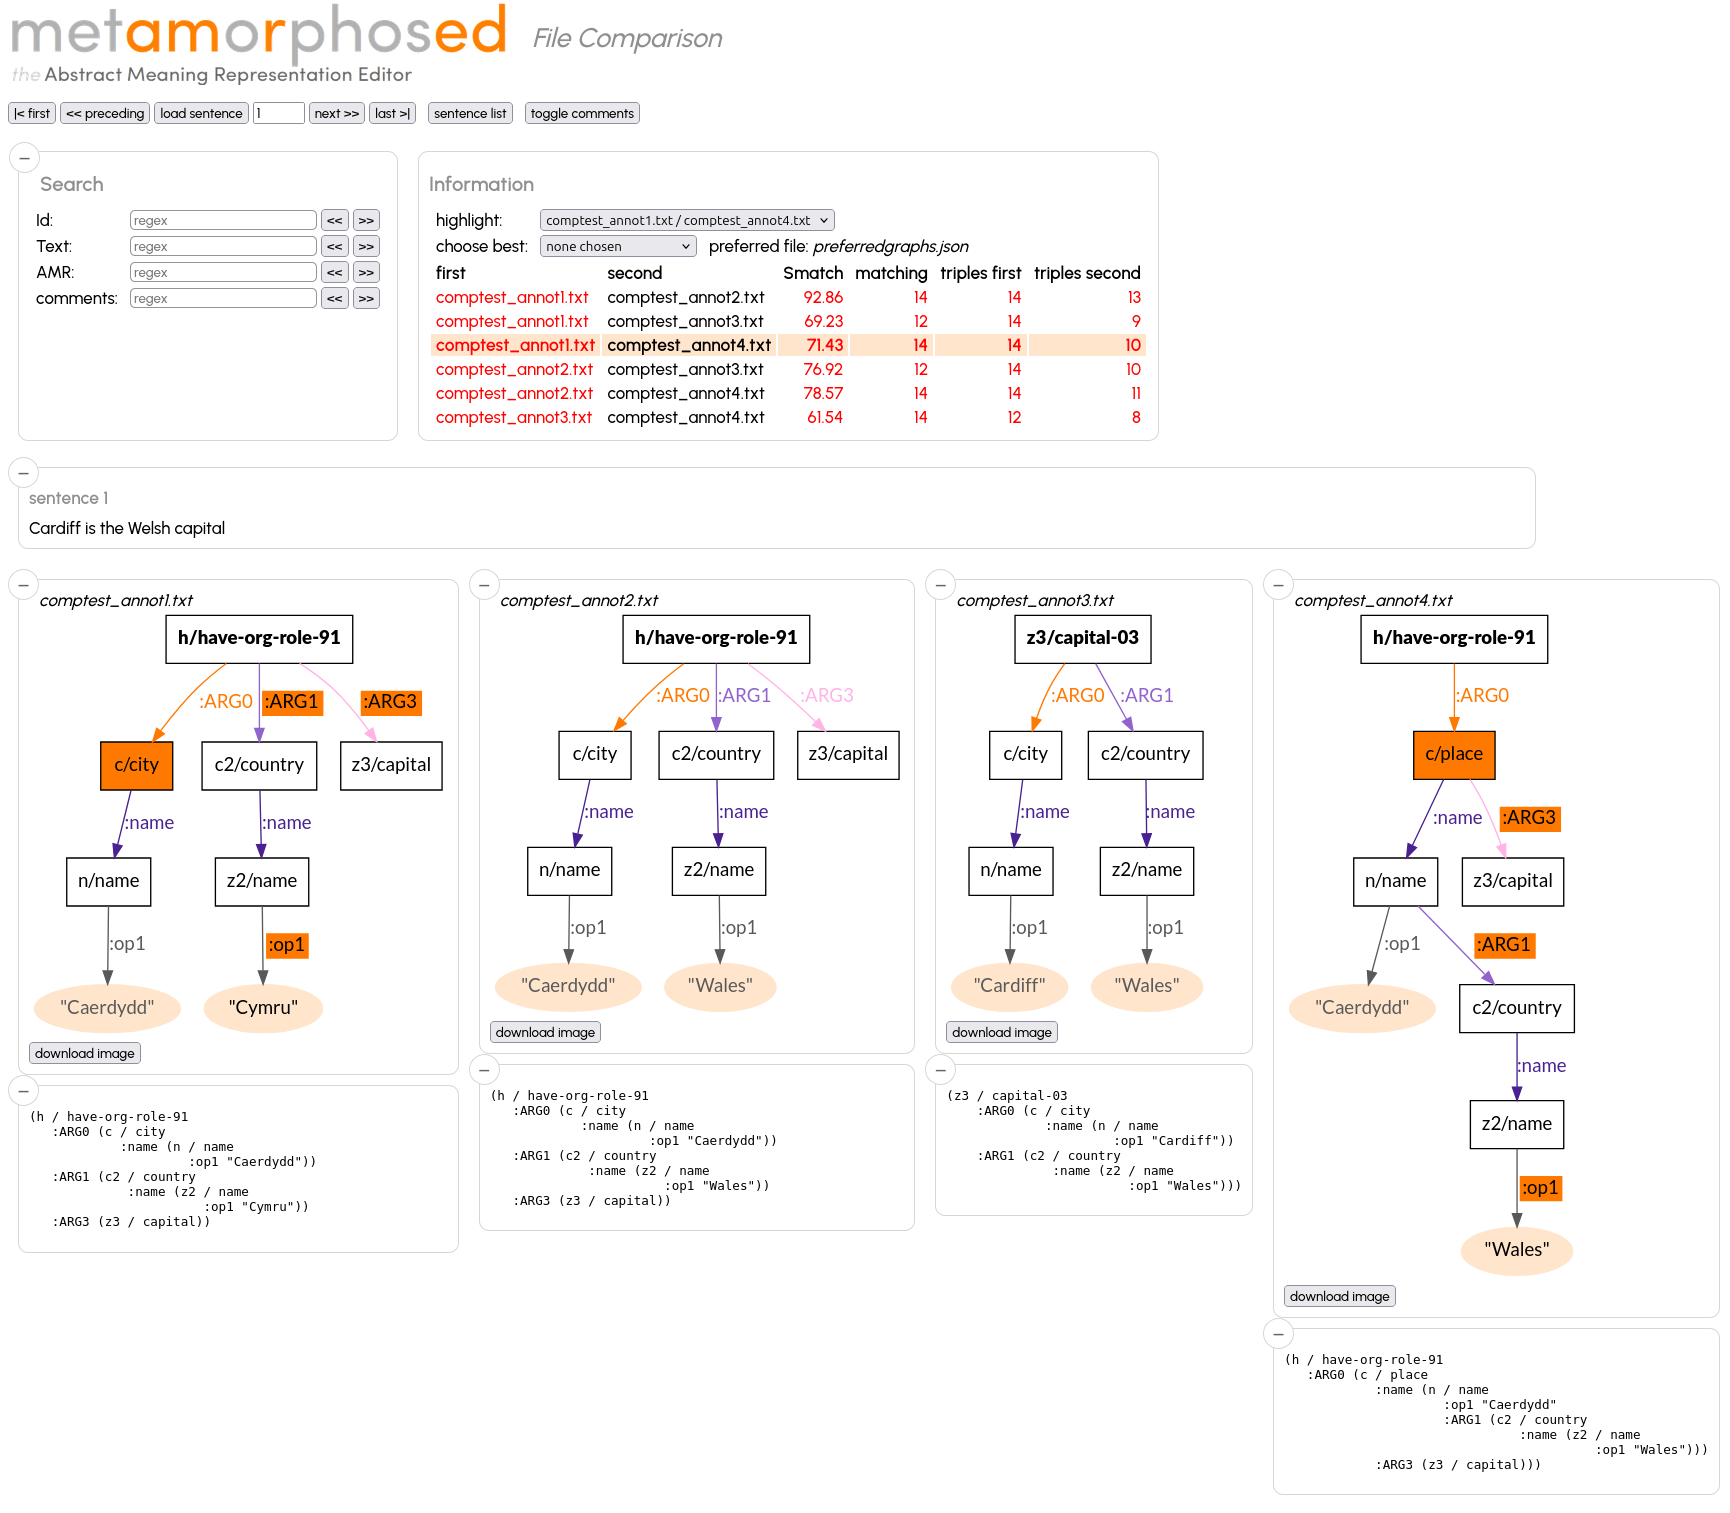 metamorphosed File Comparison
the Abstract Meaning Representation Editor
|< first << preceding load sentence 1 next >> last >| sentence list toggle comments
Search
Id: regex << >>
Text: regex << >>
AMR: regex << >>
comments: regex << >>
Information
highlight: comptest_annot1.txt / comptest_annot4.txt
choose best: none chosen preferred file: preferredgraphs.json
first second Smatch matching triples first triples second
comptest_annot1.txt comptest_annot2.txt 92.86 14 14 13
comptest_annot1.txt comptest_annot3.txt 69.23 12 14 9
comptest_annot1.txt comptest_annot4.txt 71.43 14 14 10
comptest_annot2.txt comptest_annot3.txt 76.92 12 14 10
comptest_annot2.txt comptest_annot4.txt 78.57 14 14 11
comptest_annot3.txt comptest_annot4.txt 61.54 14 12 8
sentence 1
Cardiff is the Welsh capital
comptest_annot1.txt
h/have-org-role-91
:ARG0 :ARG1 :ARG3
c/city c2/country z3/capital
:name :name
n/name z2/name
:op1 :op1
"Caerdydd" "Cymru"
download image
(h / have-org-role-91
:ARG0 (c / city
:name (n / name
:op1 "Caerdydd"))
:ARG1 (c2 / country
:name (z2 / name
:op1 "Cymru"))
:ARG3 (z3 / capital))
comptest_annot2.txt
h/have-org-role-91
:ARG0 :ARG1 :ARG3
c/city c2/country z3/capital
:name :name
n/name z2/name
:op1 :op1
"Caerdydd" "Wales"
download image
(h / have-org-role-91
:ARG0 (c / city
:name (n / name
:op1 "Caerdydd"))
:ARG1 (c2 / country
:name (z2 / name
:op1 "Wales"))
:ARG3 (z3 / capital))
comptest_annot3.txt
z3/capital-03
:ARG0 :ARG1
c/city c2/country
:name :name
n/name z2/name
:op1 :op1
"Cardiff" "Wales"
download image
(z3 / capital-03
:ARG0 (c / city
:name (n / name
:op1 "Cardiff"))
:ARG1 (c2 / country
:name (z2 / name
:op1 "Wales")))
comptest_annot4.txt
h/have-org-role-91
:ARG0
c/place
:name :ARG3
n/name z3/capital
:op1 :ARG1
"Caerdydd" c2/country
:name
z2/name
:op1
"Wales"
download image
(h / have-org-role-91
:ARG0 (c / place
:name (n / name
:op1 "Caerdydd"
:ARG1 (c2 / country
:name (z2 / name
:op1 "Wales")))
:ARG3 (z3 / capital)))